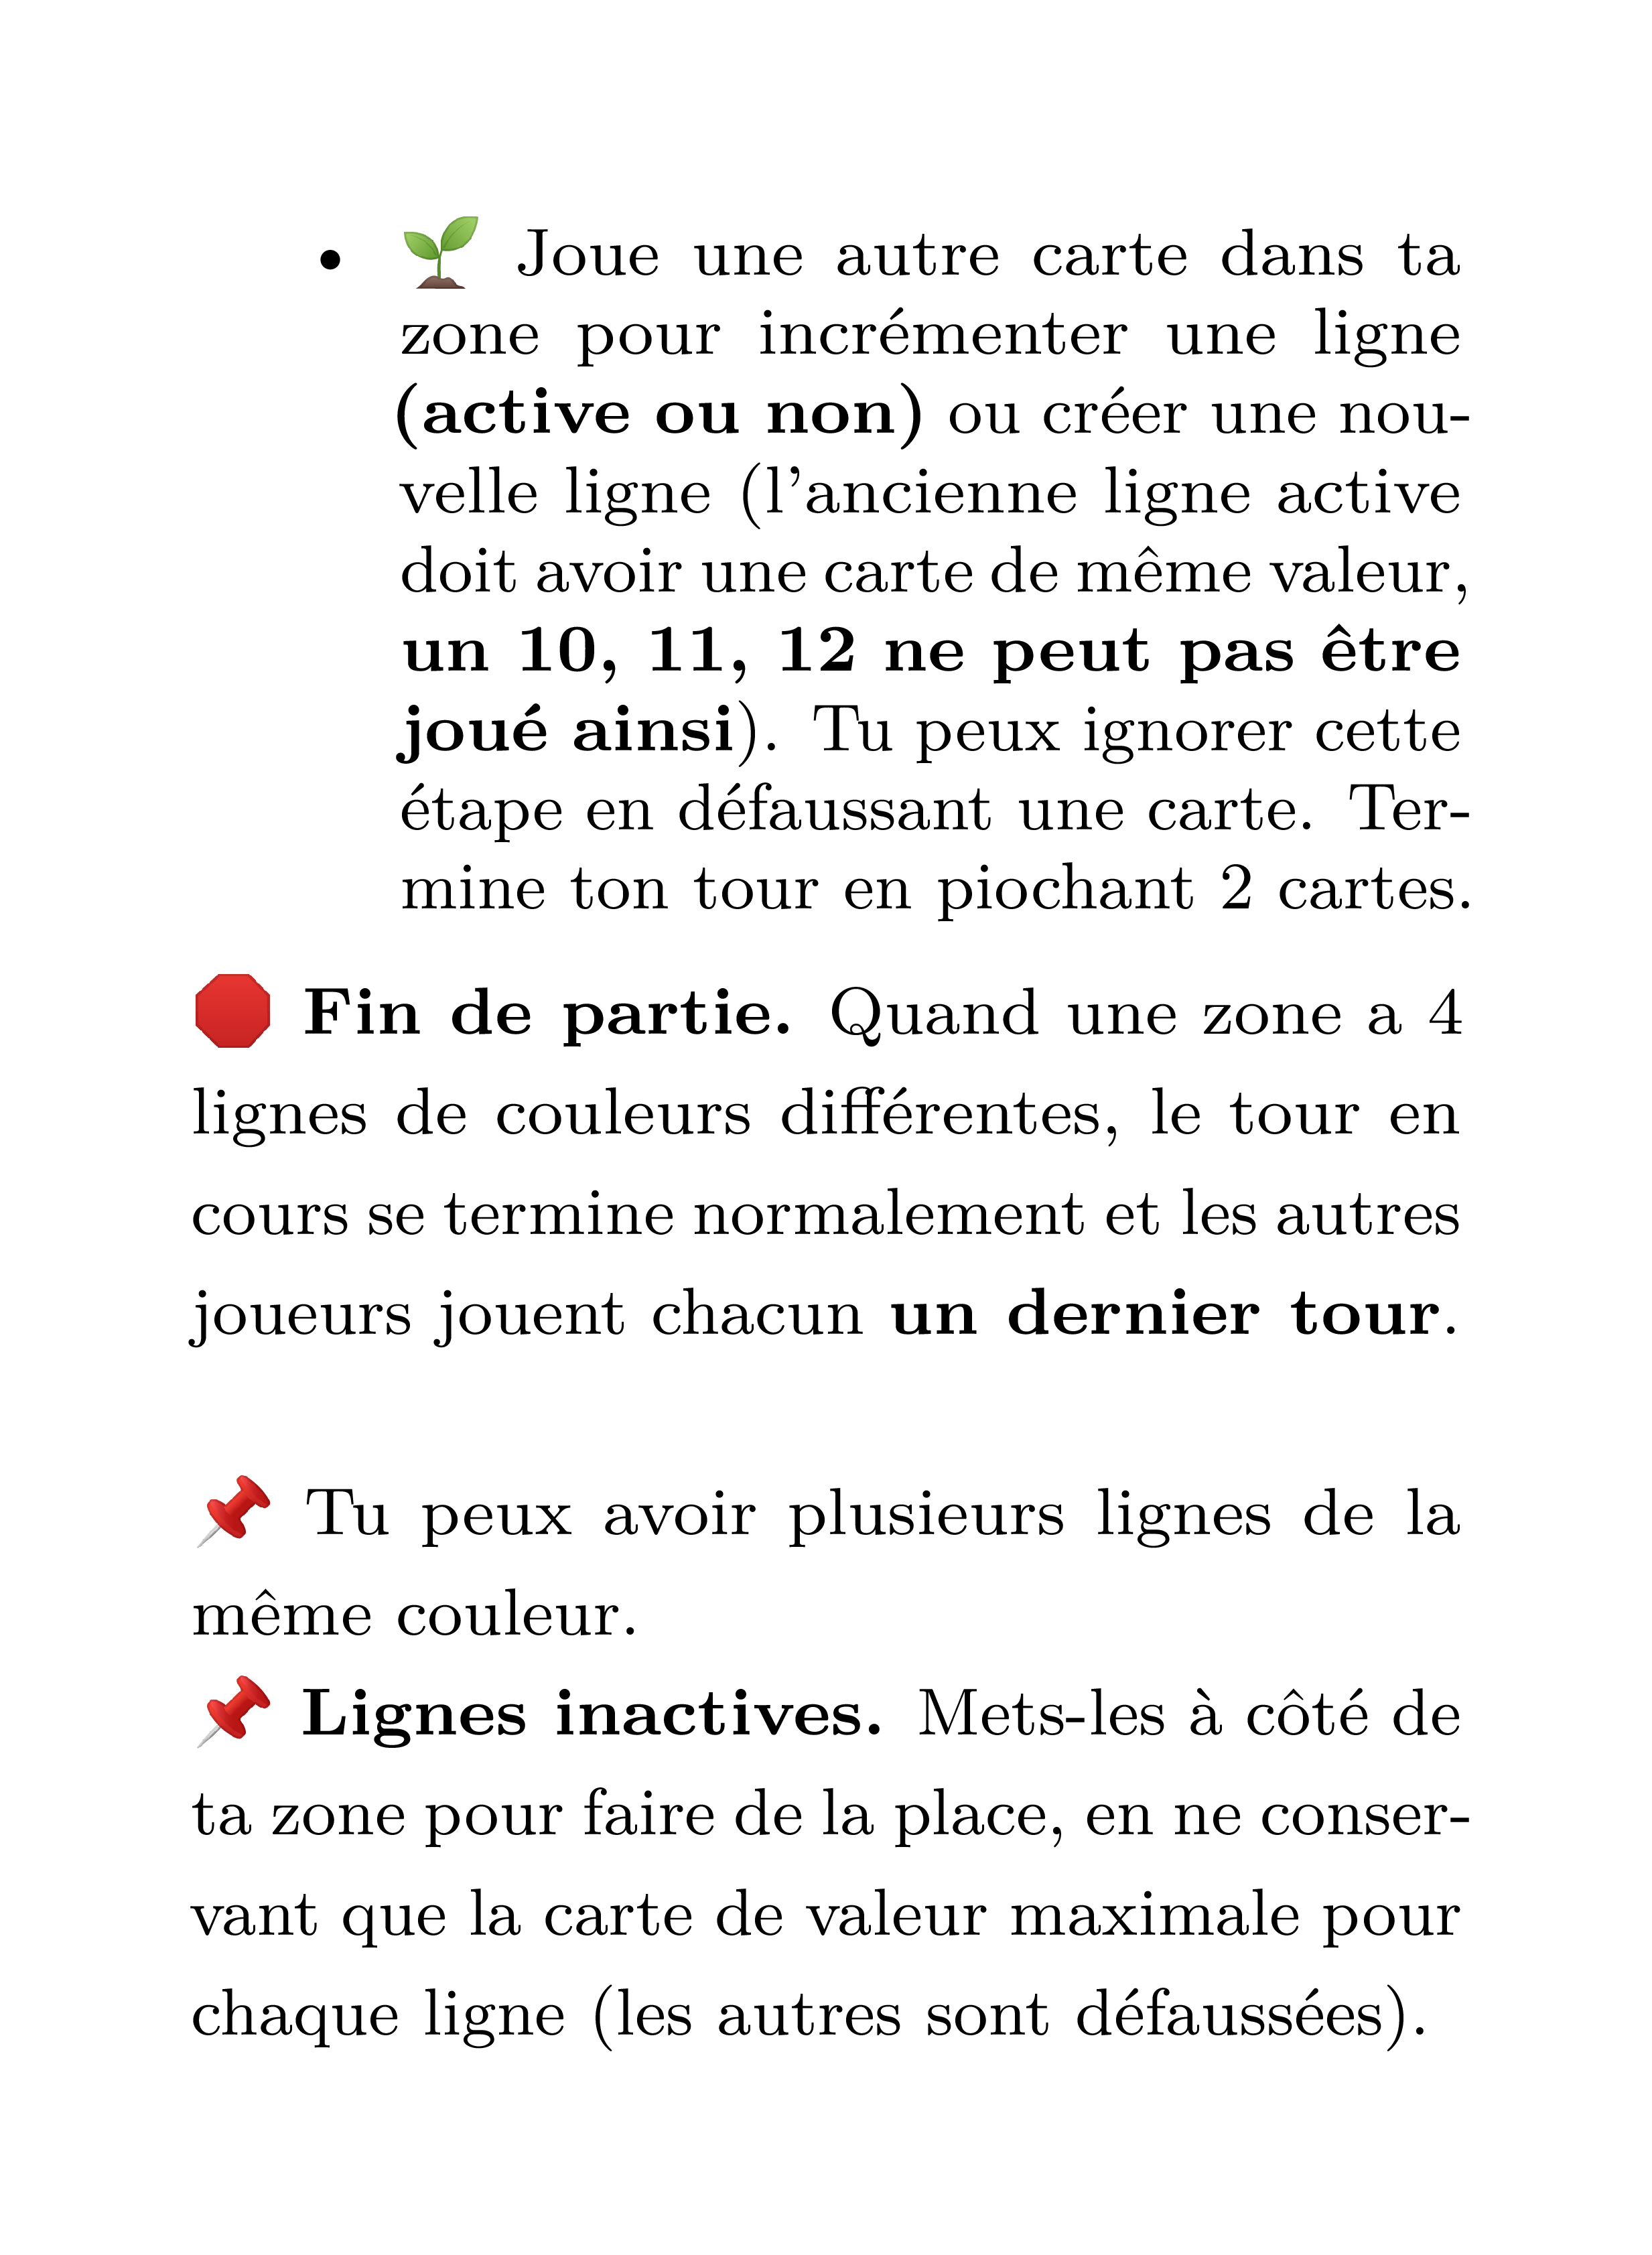 • 🌱 Joue une autre carte dans ta
zone pour incrémenter une ligne
(active ou non) ou créer une nou-
velle ligne (l’ancienne ligne active
doit avoir une carte de même valeur,
un 10, 11, 12 ne peut pas être
joué ainsi). Tu peux ignorer cette
étape en défaussant une carte. Ter-
mine ton tour en piochant 2 cartes.
🛑 Fin de partie. Quand une zone a 4
lignes de couleurs différentes, le tour en
cours se termine normalement et les autres
joueurs jouent chacun un dernier tour.
📌 Tu peux avoir plusieurs lignes de la
même couleur.
📌 Lignes inactives. Mets-les à côté de
ta zone pour faire de la place, en ne conser-
vant que la carte de valeur maximale pour
chaque ligne (les autres sont défaussées).